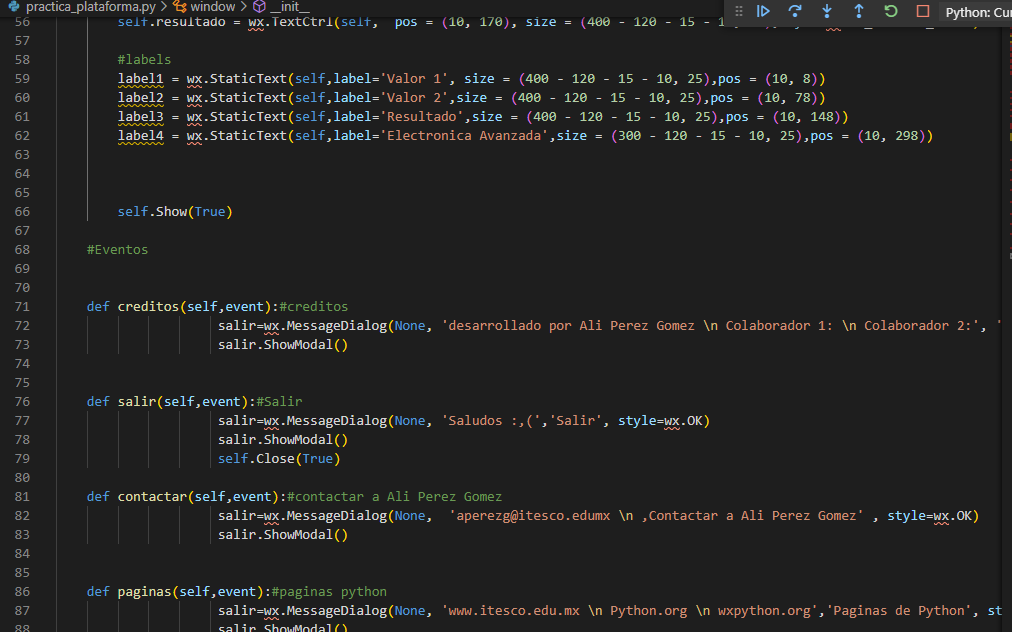 practica_plataforma.py > window > __init__
Python: Cur
56 self.resultado = wx.TextCtrl(self, pos = (10, 170), size = (400 - 120 - 15 - 1
57
58 #labels
59 label1 = wx.StaticText(self,label='Valor 1', size = (400 - 120 - 15 - 10, 25),pos = (10, 8))
60 label2 = wx.StaticText(self,label='Valor 2',size = (400 - 120 - 15 - 10, 25),pos = (10, 78))
61 label3 = wx.StaticText(self,label='Resultado',size = (400 - 120 - 15 - 10, 25),pos = (10, 148))
62 label4 = wx.StaticText(self,label='Electronica Avanzada',size = (300 - 120 - 15 - 10, 25),pos = (10, 298))
63
64
65
66 self.Show(True)
67
68 #Eventos
69
70
71 def creditos(self,event):#creditos
72 salir=wx.MessageDialog(None, 'desarrollado por Ali Perez Gomez \n Colaborador 1: \n Colaborador 2:', '
73 salir.ShowModal()
74
75
76 def salir(self,event):#Salir
77 salir=wx.MessageDialog(None, 'Saludos :,(','Salir', style=wx.OK)
78 salir.ShowModal()
79 self.Close(True)
80
81 def contactar(self,event):#contactar a Ali Perez Gomez
82 salir=wx.MessageDialog(None, 'aperezg@itesco.edumx \n ,Contactar a Ali Perez Gomez' , style=wx.OK)
83 salir.ShowModal()
84
85
86 def paginas(self,event):#paginas python
87 salir=wx.MessageDialog(None, 'www.itesco.edu.mx \n Python.org \n wxpython.org','Paginas de Python', st
88 salir.ShowModal()